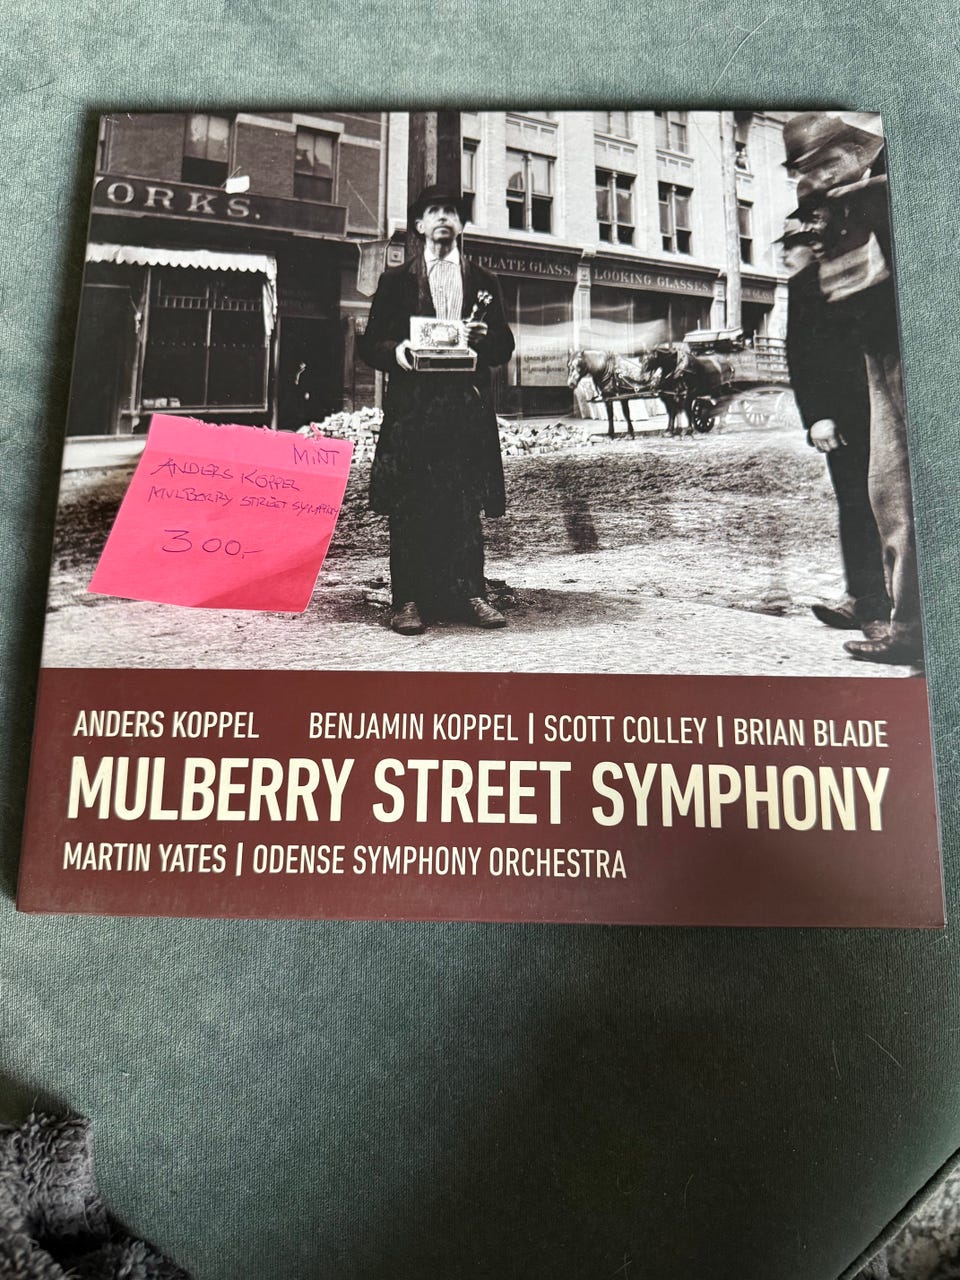 ORKS.
PLATE GLASS.
LOOKING GLASSES
MINT
ANDERS KOPPEL
MULBERRY STREET SYMPHONY
300,-
ANDERS KOPPEL BENJAMIN KOPPEL | SCOTT COLLEY | BRIAN BLADE
MULBERRY STREET SYMPHONY
MARTIN YATES | ODENSE SYMPHONY ORCHESTRA